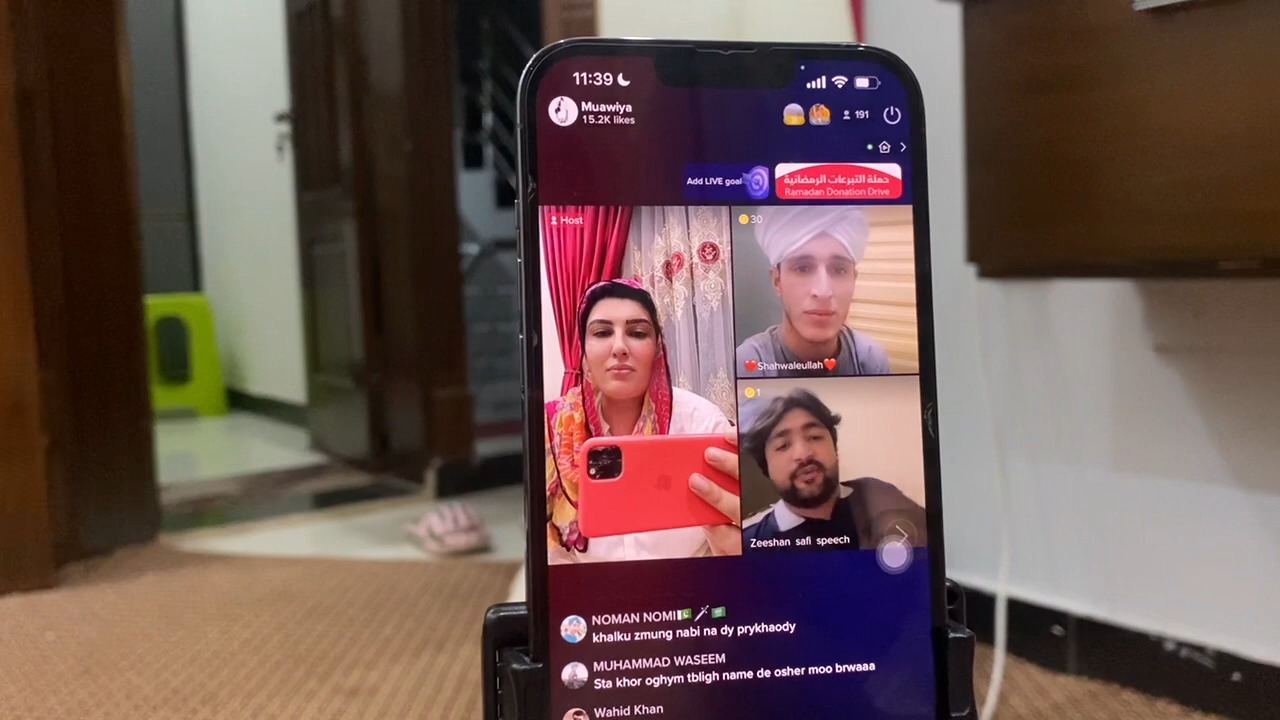 11:39
Muawiya
15.2K likes
191
Add LIVE goal
حملة التبرعات الرمضانية
Ramadan Donation Drive
Host
30
❤️Shahwaleullah❤️
1
Zeeshan safi speech
NOMAN NOMI🇵🇰🪄🇸🇦
khalku zmung nabi na dy prykhaody
MUHAMMAD WASEEM
Sta khor oghym tbligh name de osher moo brwaaa
Wahid Khan